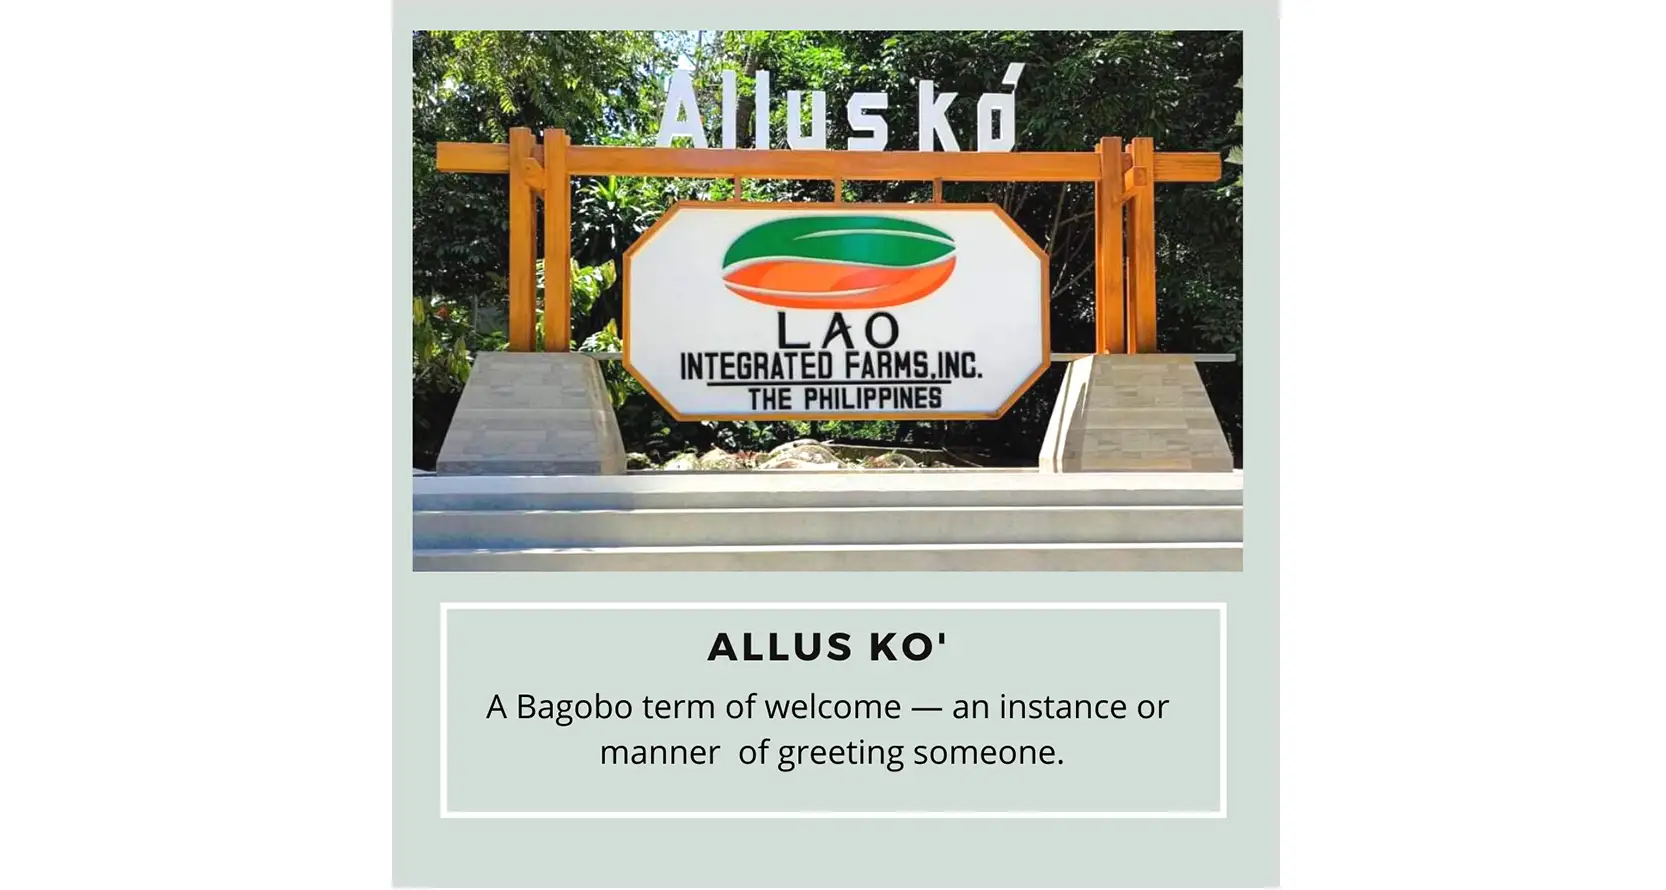 Allus kó
LAO
INTEGRATED FARMS,INC.
THE PHILIPPINES
ALLUS KO'
A Bagobo term of welcome — an instance or
manner of greeting someone.